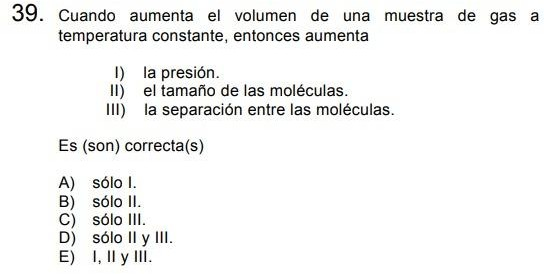 39. Cuando aumenta el volumen de una muestra de gas a
temperatura constante, entonces aumenta
I) la presión.
II) el tamaño de las moléculas.
III) la separación entre las moléculas.
Es (son) correcta(s)
A) sólo I.
B) sólo II.
C) sólo III.
D) sólo II y III.
E) I, II y III.